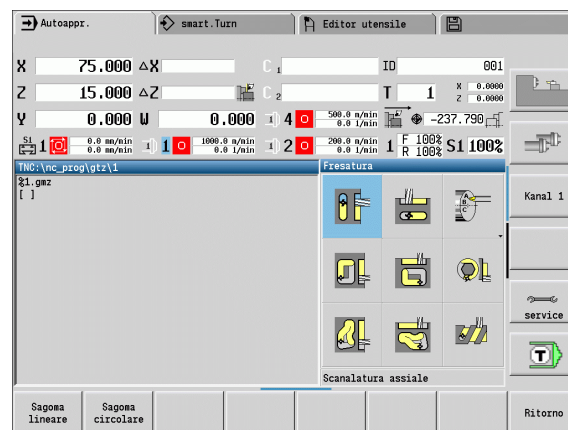 Autoappr. smart.Turn Editor utensile
X 75.000 ΔX C 1 ID 001
Z 15.000 ΔZ C 2 T 1 X 0.0000 Z 0.0000
Y 0.000 W 0.000 4 500.0 m/min 0.0 1/min -237.790
S1 1 0.0 mm/min 0.0 1/min 1 1000.0 m/min 0.0 1/min 2 200.0 m/min 0.0 1/min 1 F 100% R 100% S1 100%
TNC:\nc_prog\gtz\1 Fresatura
%1.gmz
[ ]
A
B
C
Scanalatura assiale
Kanal 1
service
T
Sagoma lineare
Sagoma circolare
Ritorno